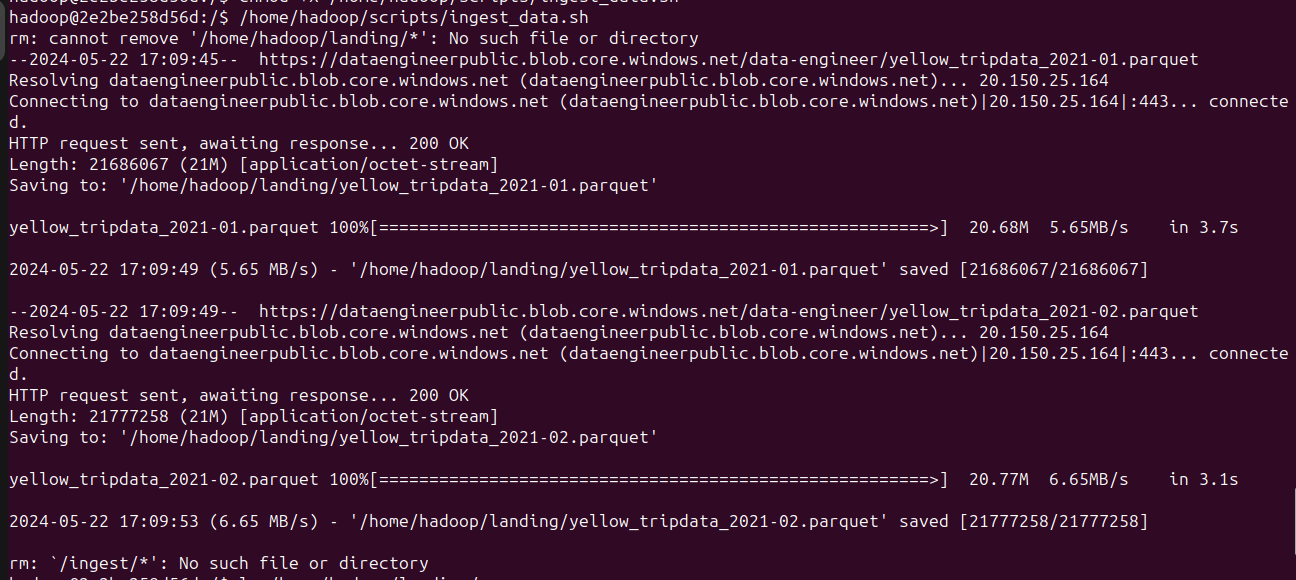 hadoop@2e2be258d56d:/$ chmod +x /home/hadoop/scripts/ingest_data.sh
hadoop@2e2be258d56d:/$ /home/hadoop/scripts/ingest_data.sh
rm: cannot remove '/home/hadoop/landing/*': No such file or directory
--2024-05-22 17:09:45--  https://dataengineerpublic.blob.core.windows.net/data-engineer/yellow_tripdata_2021-01.parquet
Resolving dataengineerpublic.blob.core.windows.net (dataengineerpublic.blob.core.windows.net)... 20.150.25.164
Connecting to dataengineerpublic.blob.core.windows.net (dataengineerpublic.blob.core.windows.net)|20.150.25.164|:443... connecte
d.
HTTP request sent, awaiting response... 200 OK
Length: 21686067 (21M) [application/octet-stream]
Saving to: '/home/hadoop/landing/yellow_tripdata_2021-01.parquet'
yellow_tripdata_2021-01.parquet 100%[=======================================================>]  20.68M  5.65MB/s    in 3.7s
2024-05-22 17:09:49 (5.65 MB/s) - '/home/hadoop/landing/yellow_tripdata_2021-01.parquet' saved [21686067/21686067]
--2024-05-22 17:09:49--  https://dataengineerpublic.blob.core.windows.net/data-engineer/yellow_tripdata_2021-02.parquet
Resolving dataengineerpublic.blob.core.windows.net (dataengineerpublic.blob.core.windows.net)... 20.150.25.164
Connecting to dataengineerpublic.blob.core.windows.net (dataengineerpublic.blob.core.windows.net)|20.150.25.164|:443... connecte
d.
HTTP request sent, awaiting response... 200 OK
Length: 21777258 (21M) [application/octet-stream]
Saving to: '/home/hadoop/landing/yellow_tripdata_2021-02.parquet'
yellow_tripdata_2021-02.parquet 100%[=======================================================>]  20.77M  6.65MB/s    in 3.1s
2024-05-22 17:09:53 (6.65 MB/s) - '/home/hadoop/landing/yellow_tripdata_2021-02.parquet' saved [21777258/21777258]
rm: `/ingest/*': No such file or directory